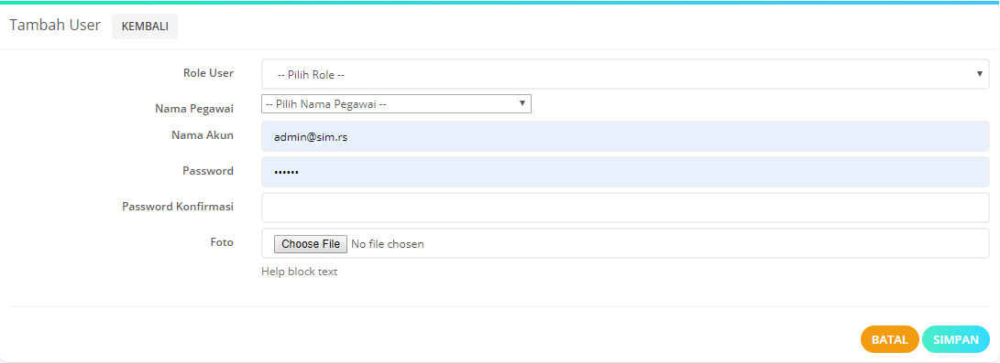 Tambah User KEMBALI
Role User -- Pilih Role --
Nama Pegawai -- Pilih Nama Pegawai --
Nama Akun admin@sim.rs
Password ••••••
Password Konfirmasi
Foto Choose File No file chosen
Help block text
BATAL SIMPAN